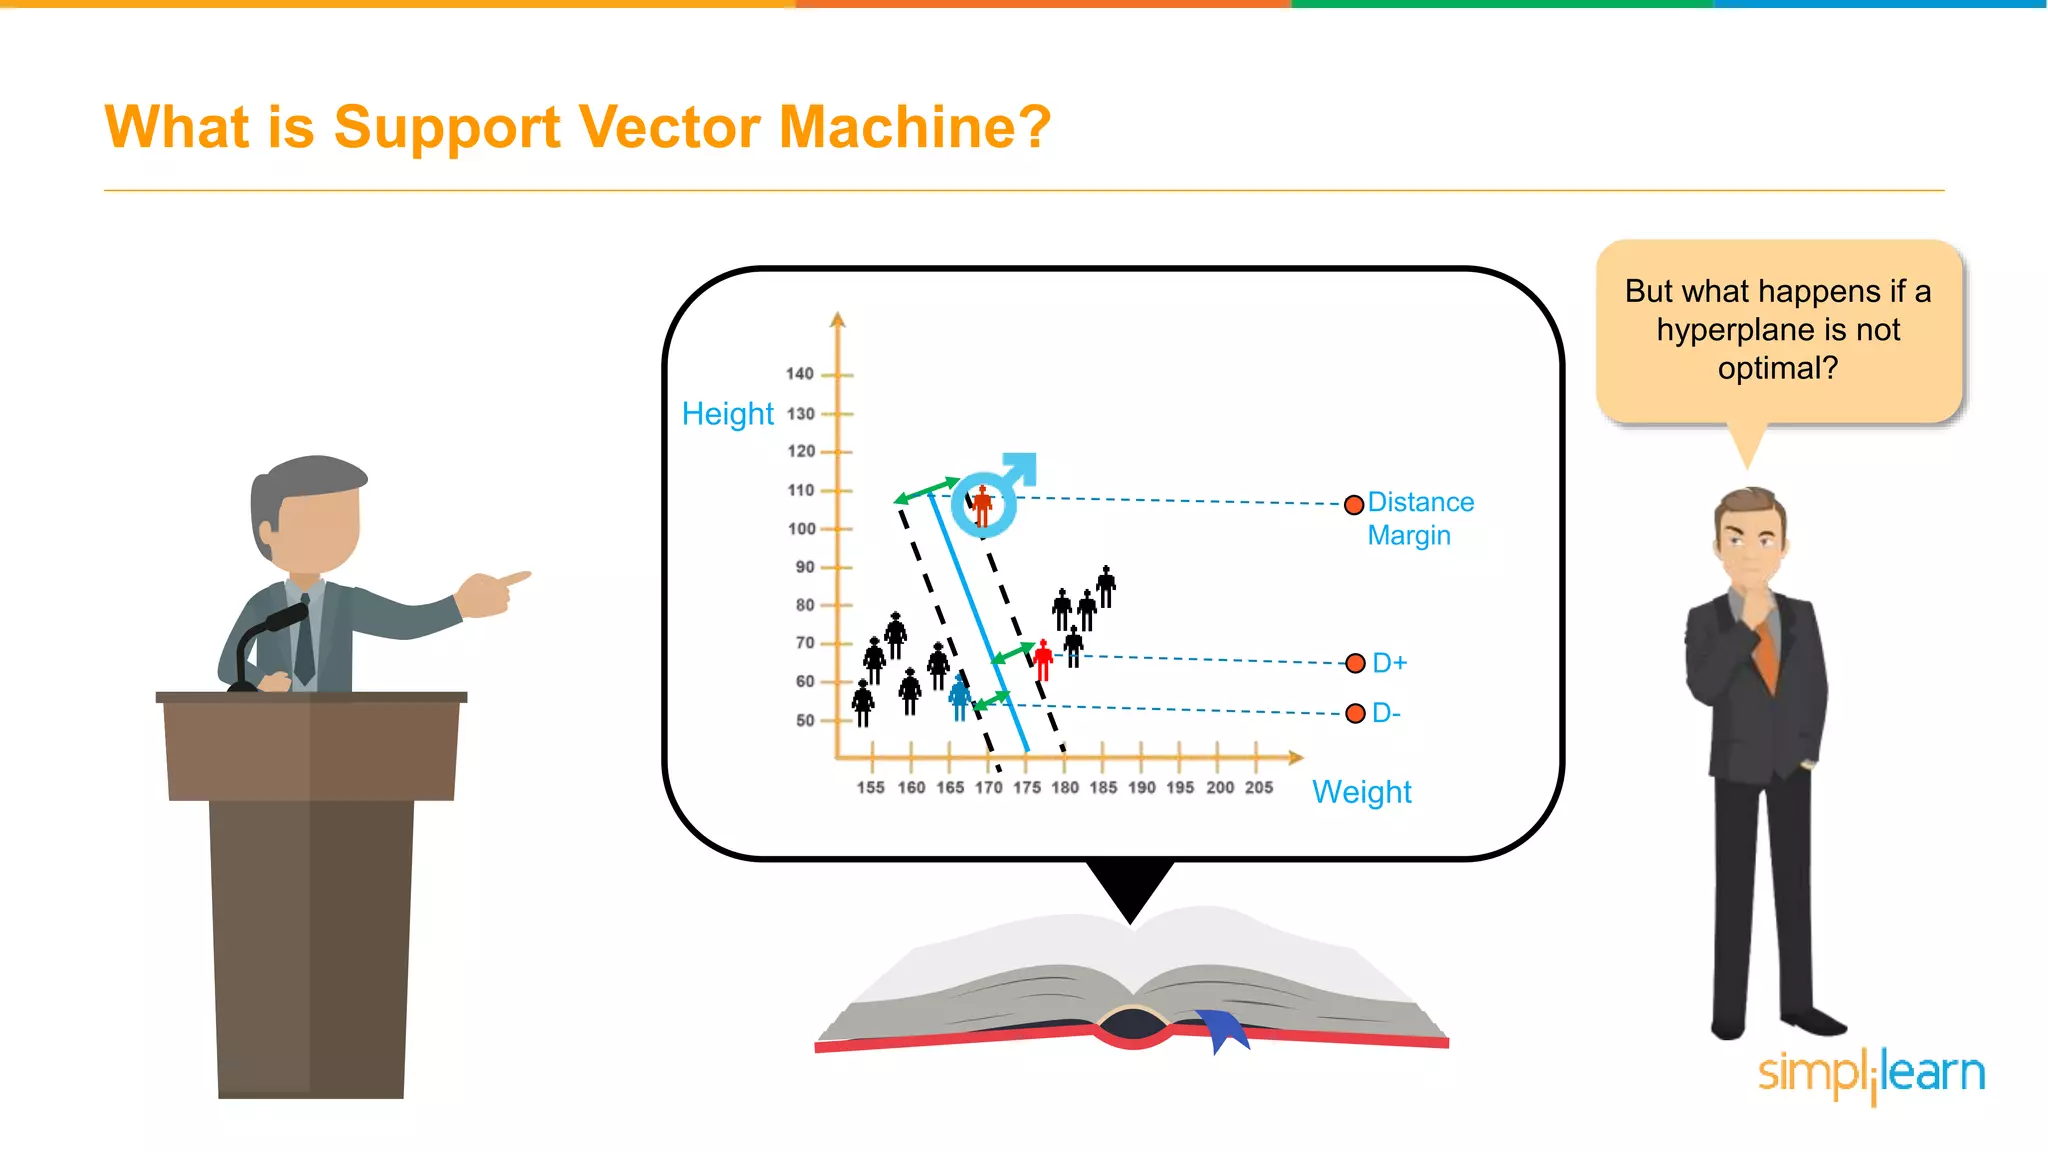 What is Support Vector Machine?
But what happens if a
hyperplane is not
optimal?
Height
140
130
120
110
100
90
80
70
60
50
155 160 165 170 175 180 185 190 195 200 205
Weight
Distance
Margin
D+
D-
simplilearn